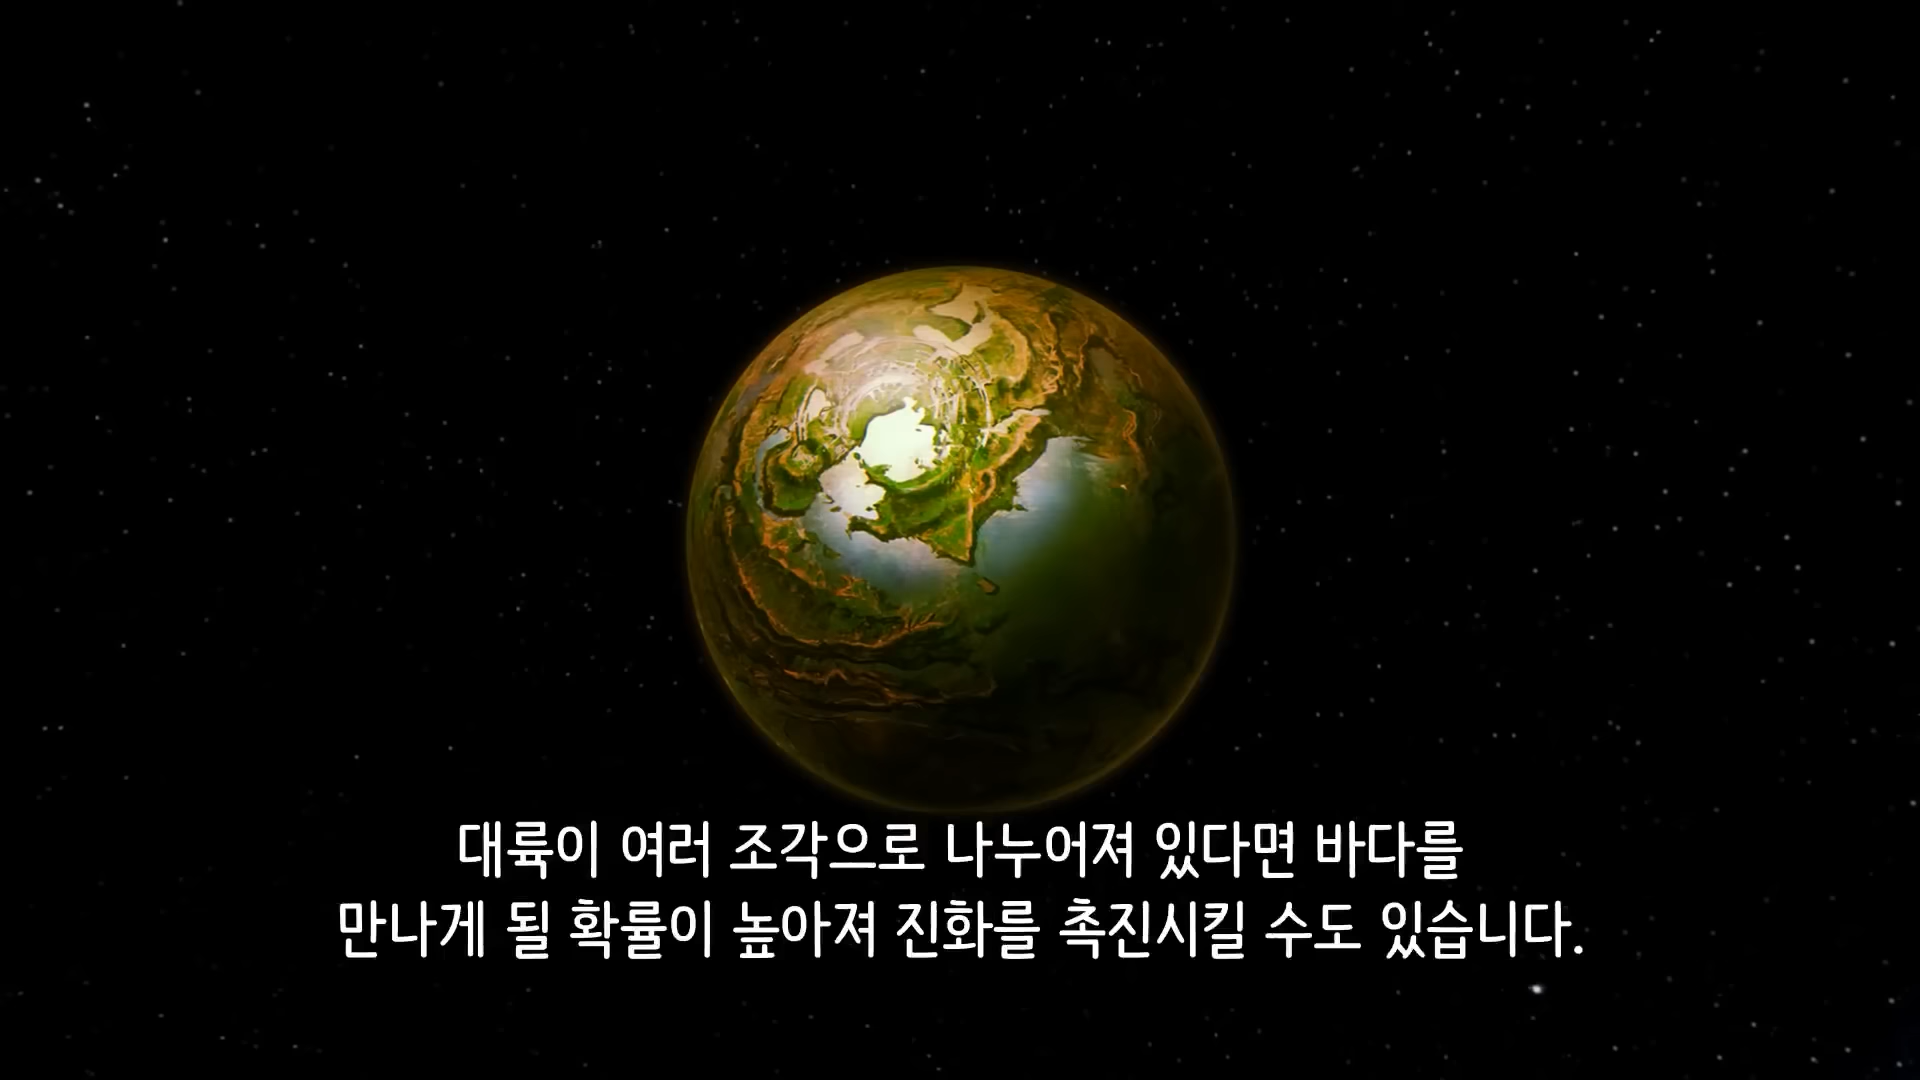 대륙이 여러 조각으로 나누어져 있다면 바다를
만나게 될 확률이 높아져 진화를 촉진시킬 수도 있습니다.